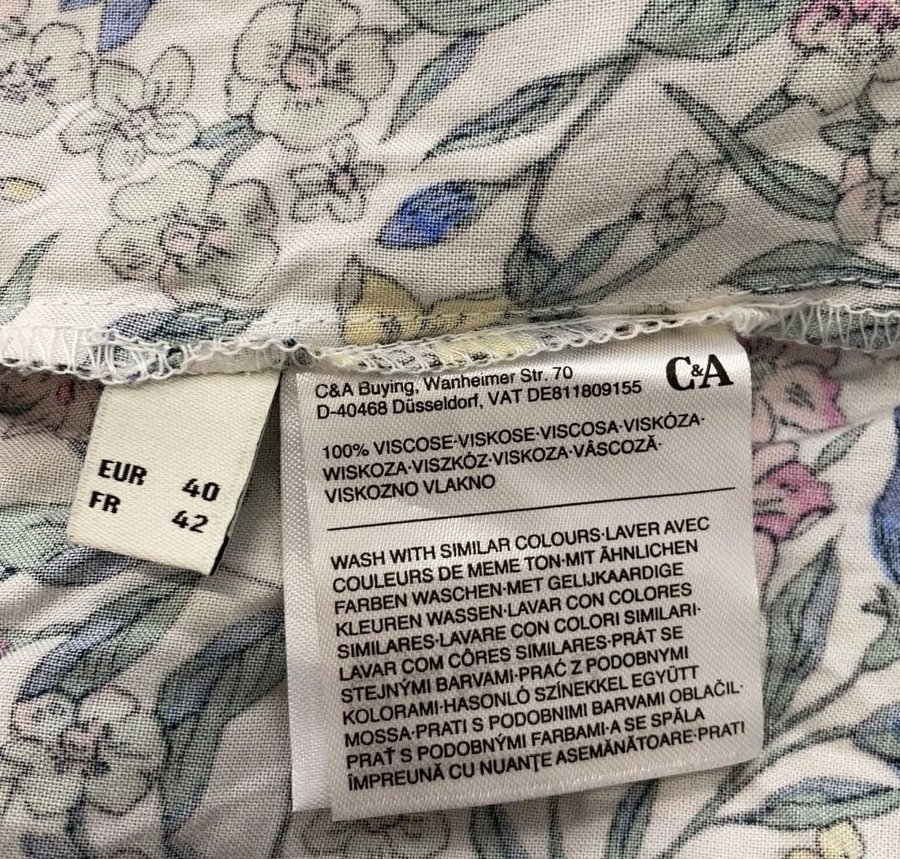 EUR 40
FR 42
C&A Buying, Wanheimer Str. 70
D-40468 Düsseldorf, VAT DE811809155
C&A
100% VISCOSE·VISKOSE·VISCOSA·VISKÓZA·
WISKOZA·VISZKÓZ·VISKOZA·VÂSCOZĂ·
VISKOZNO VLAKNO
WASH WITH SIMILAR COLOURS·LAVER AVEC
COULEURS DE MEME TON·MIT ÄHNLICHEN
FARBEN WASCHEN·MET GELIJKAARDIGE
KLEUREN WASSEN·LAVAR CON COLORES
SIMILARES·LAVARE CON COLORI SIMILARI·
LAVAR COM CÔRES SIMILARES·PRÁT SE
STEJNÝMI BARVAMI·PRAĆ Z PODOBNYMI
KOLORAMI·HASONLÓ SZÍNEKKEL EGYÜTT
MOSSA·PRATI S PODOBNIMI BARVAMI OBLAČIL·
PRAŤ S PODOBNÝMI FARBAMI·A SE SPĂLA
ÎMPREUNĂ CU NUANŢE ASEMĂNĂTOARE·PRATI